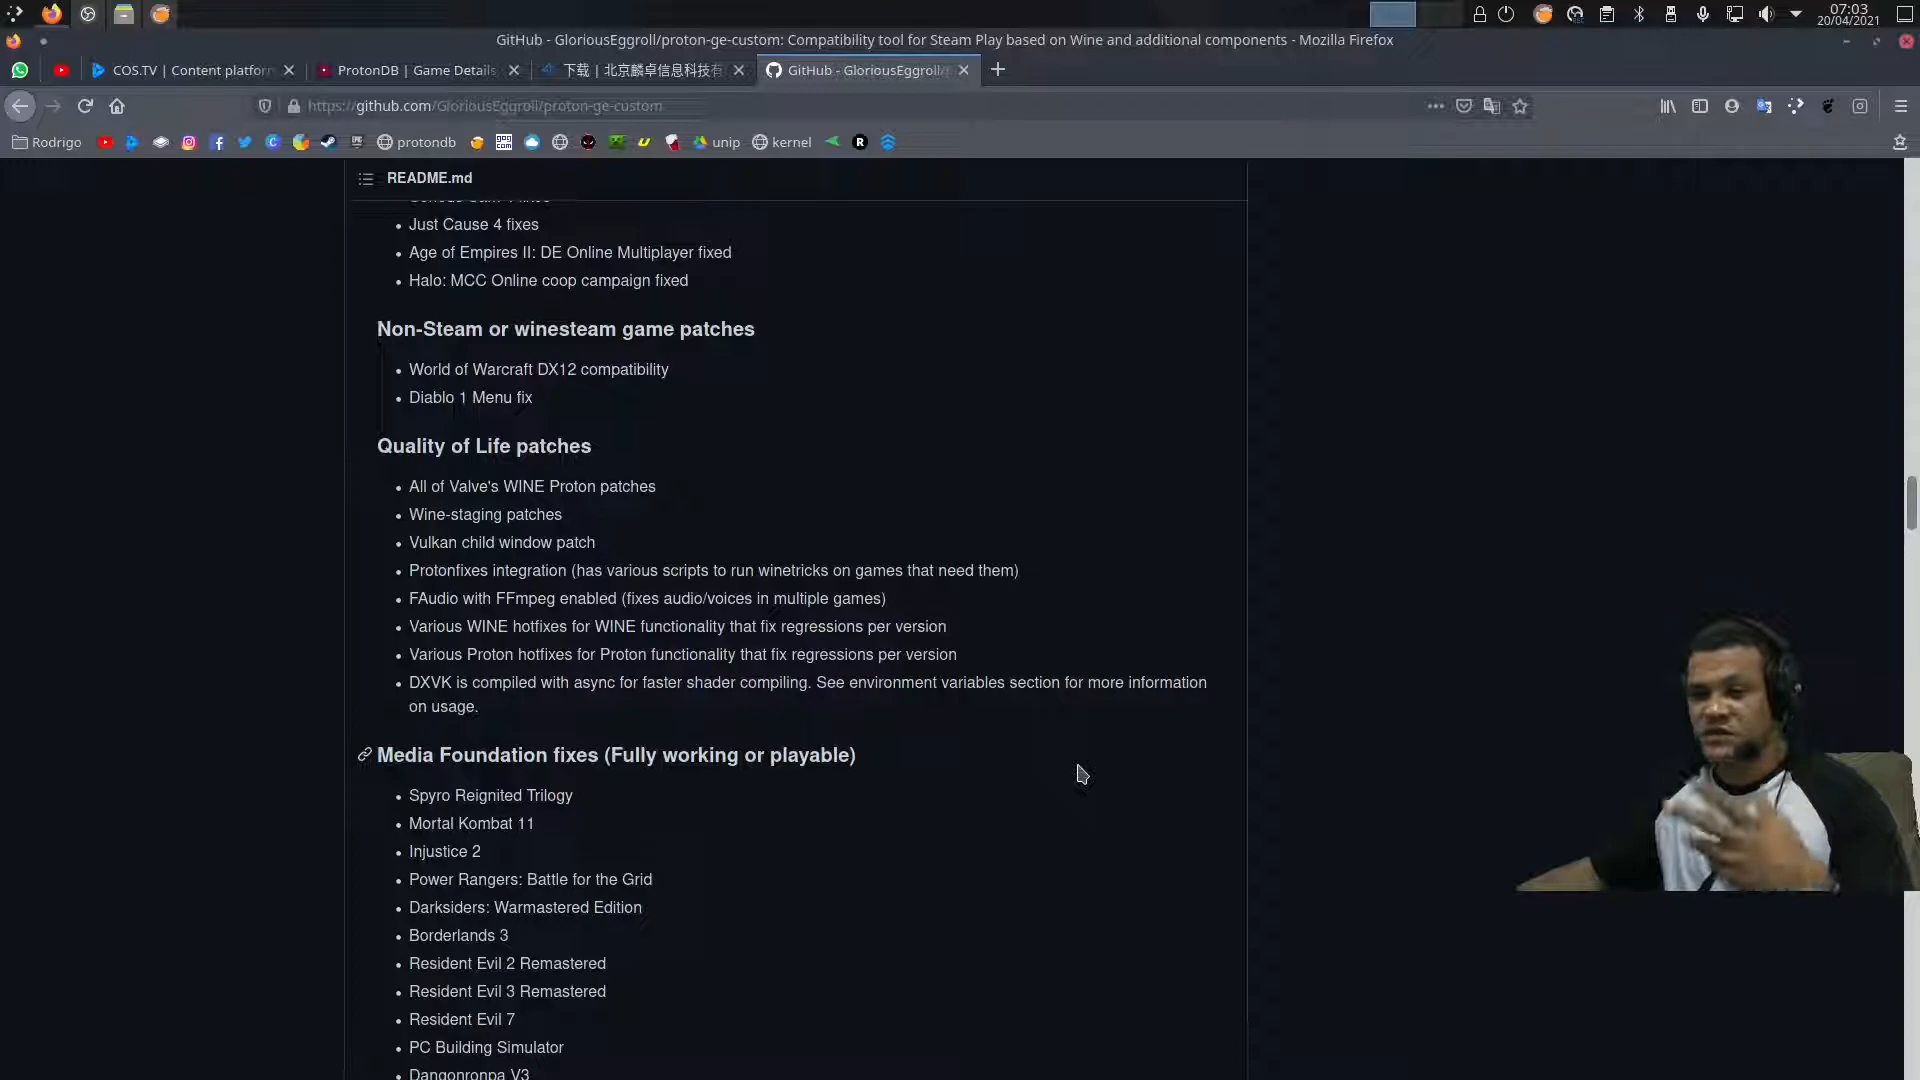 07:03
20/04/2021
GitHub - GloriousEggroll/proton-ge-custom: Compatibility tool for Steam Play based on Wine and additional components - Mozilla Firefox
COS.TV | Content platform
ProtonDB | Game Details
下载 | 北京麟卓信息科技有
GitHub - GloriousEggroll/
https://github.com/GloriousEggroll/proton-ge-custom
Rodrigo
protondb
unip
kernel
README.md
Just Cause 4 fixes
Age of Empires II: DE Online Multiplayer fixed
Halo: MCC Online coop campaign fixed
Non-Steam or winesteam game patches
World of Warcraft DX12 compatibility
Diablo 1 Menu fix
Quality of Life patches
All of Valve's WINE Proton patches
Wine-staging patches
Vulkan child window patch
Protonfixes integration (has various scripts to run winetricks on games that need them)
FAudio with FFmpeg enabled (fixes audio/voices in multiple games)
Various WINE hotfixes for WINE functionality that fix regressions per version
Various Proton hotfixes for Proton functionality that fix regressions per version
DXVK is compiled with async for faster shader compiling. See environment variables section for more information
on usage.
Media Foundation fixes (Fully working or playable)
Spyro Reignited Trilogy
Mortal Kombat 11
Injustice 2
Power Rangers: Battle for the Grid
Darksiders: Warmastered Edition
Borderlands 3
Resident Evil 2 Remastered
Resident Evil 3 Remastered
Resident Evil 7
PC Building Simulator
Dangonronpa V3